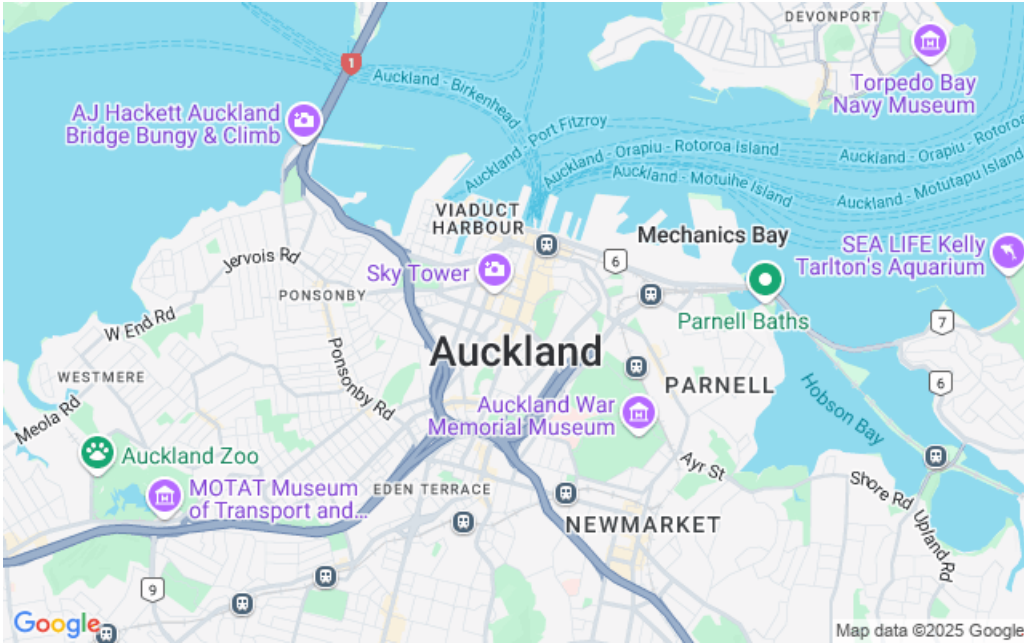 DEVONPORT
1
Auckland - Birkenhead
Torpedo Bay
Navy Museum
AJ Hackett Auckland
Bridge Bungy & Climb
Auckland - Port Fitzroy
Auckland - Orapiu - Rotoroa Island
Auckland - Orapiu - Rotoroa
Auckland - Motuihe Island
Auckland - Motutapu Island
VIADUCT
HARBOUR
Mechanics Bay
SEA LIFE Kelly
Tarlton's Aquarium
Jervois Rd
6
Sky Tower
PONSONBY
W End Rd
Parnell Baths
7
Auckland
Ponsonby Rd
WESTMERE
PARNELL
6
Hobson Bay
Meola Rd
Auckland War
Memorial Museum
Auckland Zoo
Ayr St
MOTAT Museum
of Transport and...
EDEN TERRACE
Shore Rd
NEWMARKET
Upland Rd
9
Google
Map data ©2025 Google